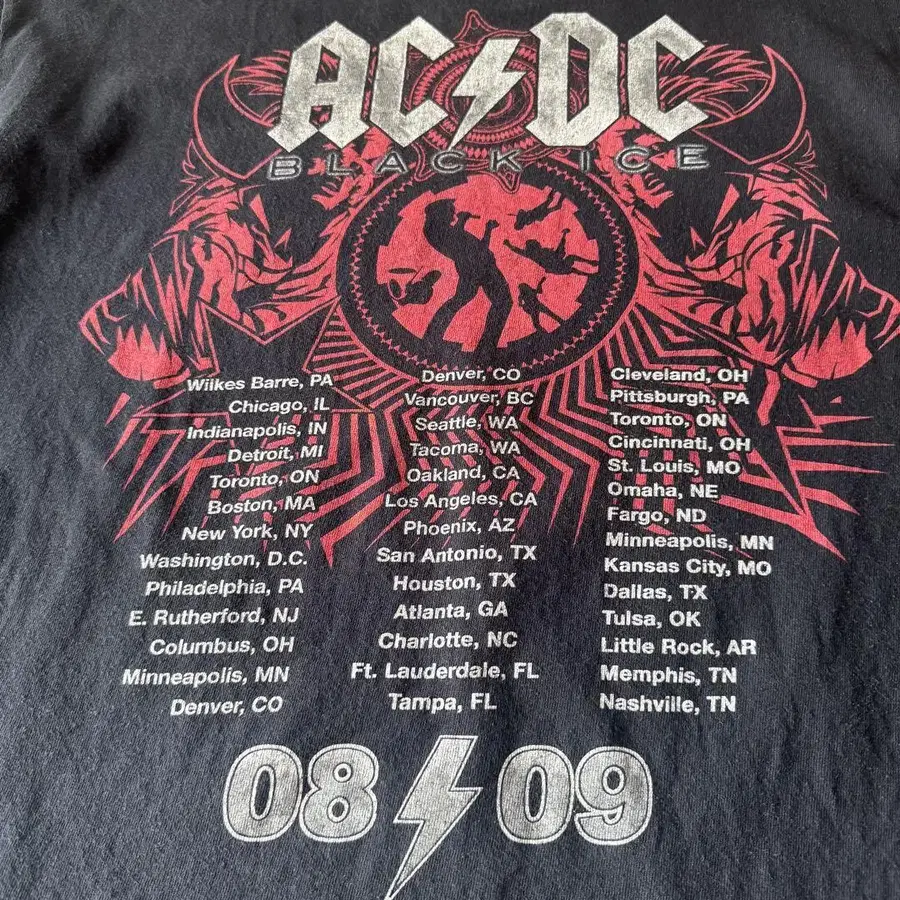 AC⚡DC
BLACK ICE
Wilkes Barre, PA
Chicago, IL
Indianapolis, IN
Detroit, MI
Toronto, ON
Boston, MA
New York, NY
Washington, D.C.
Philadelphia, PA
E. Rutherford, NJ
Columbus, OH
Minneapolis, MN
Denver, CO
Denver, CO
Vancouver, BC
Seattle, WA
Tacoma, WA
Oakland, CA
Los Angeles, CA
Phoenix, AZ
San Antonio, TX
Houston, TX
Atlanta, GA
Charlotte, NC
Ft. Lauderdale, FL
Tampa, FL
Cleveland, OH
Pittsburgh, PA
Toronto, ON
Cincinnati, OH
St. Louis, MO
Omaha, NE
Fargo, ND
Minneapolis, MN
Kansas City, MO
Dallas, TX
Tulsa, OK
Little Rock, AR
Memphis, TN
Nashville, TN
08⚡09